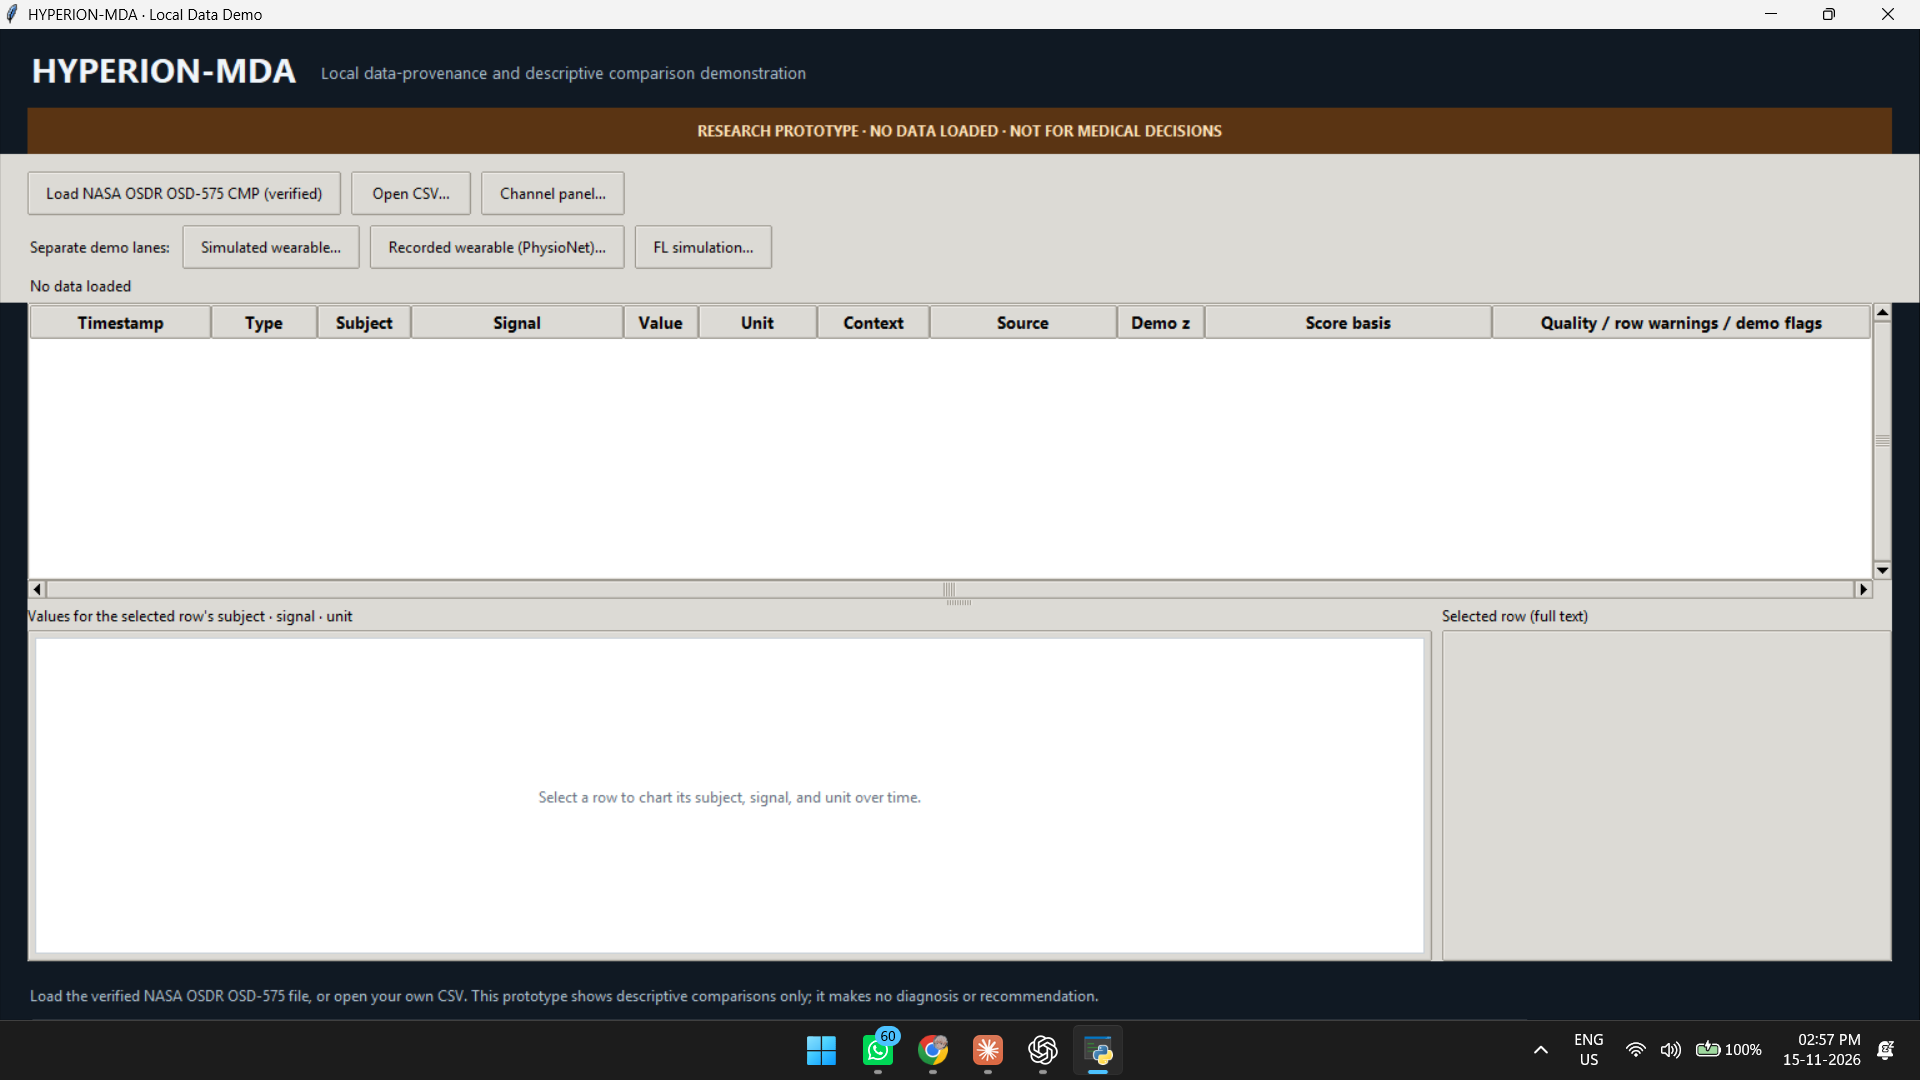 HYPERION-MDA · Local Data Demo
HYPERION-MDA Local data-provenance and descriptive comparison demonstration
RESEARCH PROTOTYPE · NO DATA LOADED · NOT FOR MEDICAL DECISIONS
Load NASA OSDR OSD-575 CMP (verified) Open CSV... Channel panel...
Separate demo lanes: Simulated wearable... Recorded wearable (PhysioNet)... FL simulation...
No data loaded
Timestamp Type Subject Signal Value Unit Context Source Demo z Score basis Quality / row warnings / demo flags
Values for the selected row's subject · signal · unit Selected row (full text)
Select a row to chart its subject, signal, and unit over time.
Load the verified NASA OSDR OSD-575 file, or open your own CSV. This prototype shows descriptive comparisons only; it makes no diagnosis or recommendation.
60
ENG
US
100%
02:57 PM
15-11-2026